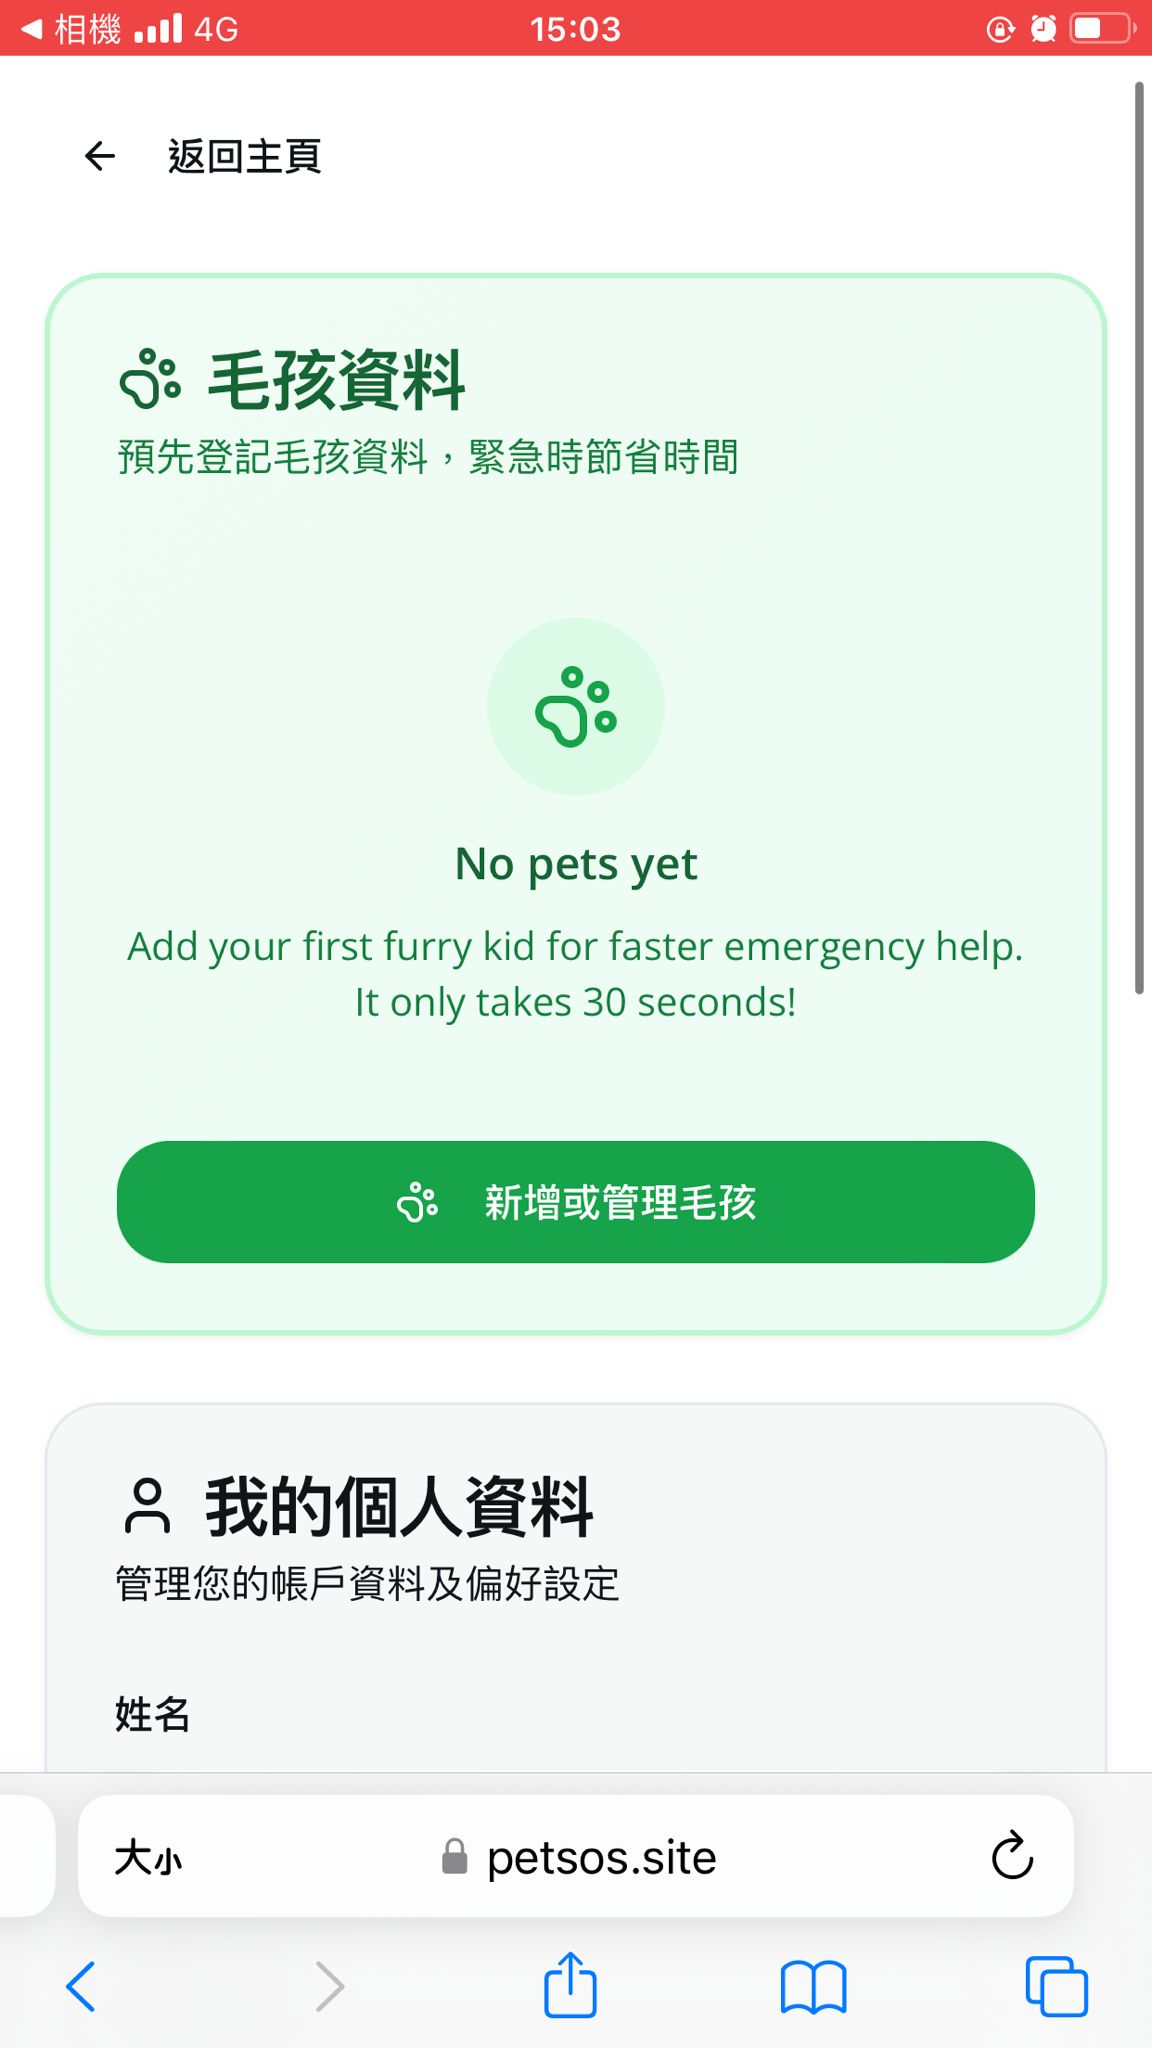 相機 4G 15:03
返回主頁
毛孩資料
預先登記毛孩資料，緊急時節省時間
No pets yet
Add your first furry kid for faster emergency help.
It only takes 30 seconds!
新增或管理毛孩
我的個人資料
管理您的帳戶資料及偏好設定
姓名
大小 petsos.site